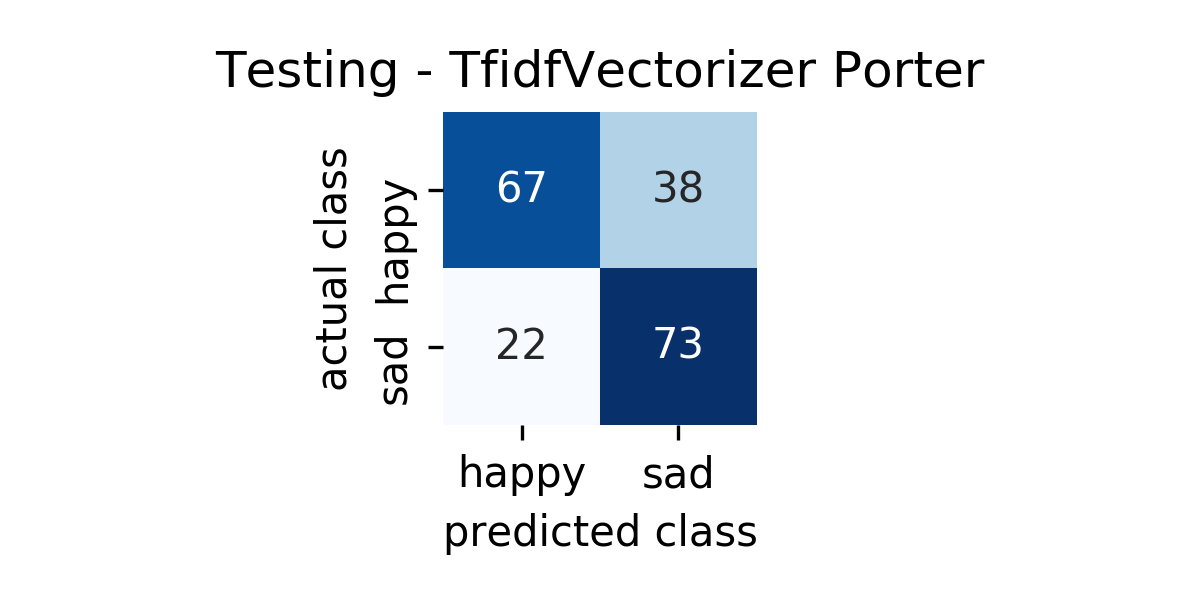 Testing - TfidfVectorizer Porter
actual class
happy
67 38
sad
22 73
happy sad
predicted class